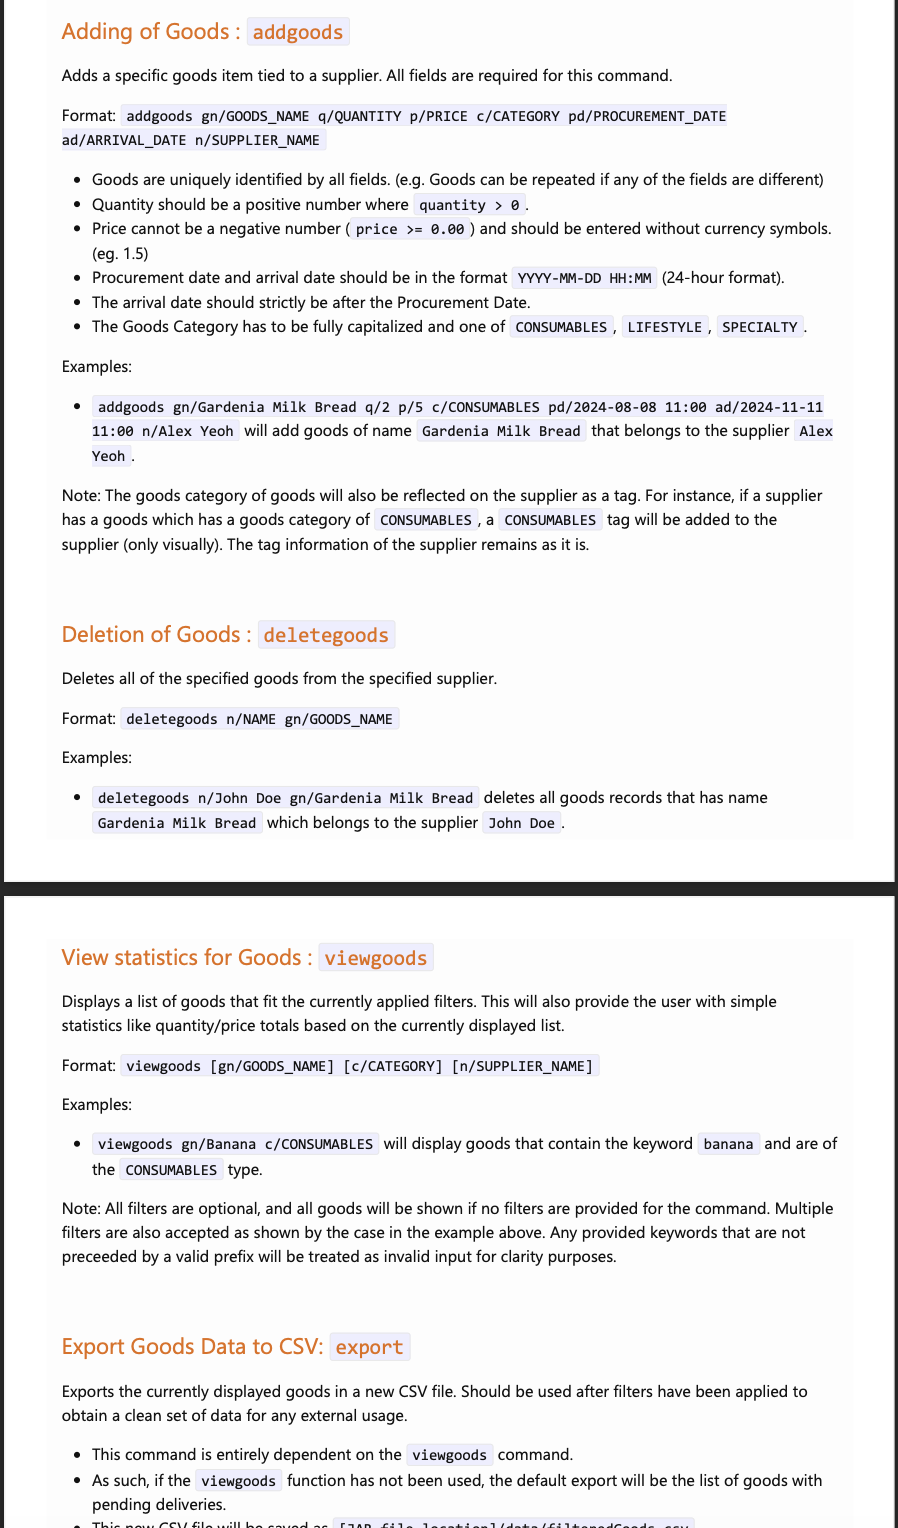 Adding of Goods : addgoods
Adds a specific goods item tied to a supplier. All fields are required for this command.
Format: addgoods gn/GOODS_NAME q/QUANTITY p/PRICE c/CATEGORY pd/PROCUREMENT_DATE
ad/ARRIVAL_DATE n/SUPPLIER_NAME
• Goods are uniquely identified by all fields. (e.g. Goods can be repeated if any of the fields are different)
• Quantity should be a positive number where quantity > 0 .
• Price cannot be a negative number ( price >= 0.00 ) and should be entered without currency symbols.
(eg. 1.5)
• Procurement date and arrival date should be in the format YYYY-MM-DD HH:MM (24-hour format).
• The arrival date should strictly be after the Procurement Date.
• The Goods Category has to be fully capitalized and one of CONSUMABLES , LIFESTYLE , SPECIALTY .
Examples:
• addgoods gn/Gardenia Milk Bread q/2 p/5 c/CONSUMABLES pd/2024-08-08 11:00 ad/2024-11-11
11:00 n/Alex Yeoh will add goods of name Gardenia Milk Bread that belongs to the supplier Alex
Yeoh .
Note: The goods category of goods will also be reflected on the supplier as a tag. For instance, if a supplier
has a goods which has a goods category of CONSUMABLES , a CONSUMABLES tag will be added to the
supplier (only visually). The tag information of the supplier remains as it is.
Deletion of Goods : deletegoods
Deletes all of the specified goods from the specified supplier.
Format: deletegoods n/NAME gn/GOODS_NAME
Examples:
• deletegoods n/John Doe gn/Gardenia Milk Bread deletes all goods records that has name
Gardenia Milk Bread which belongs to the supplier John Doe .
View statistics for Goods : viewgoods
Displays a list of goods that fit the currently applied filters. This will also provide the user with simple
statistics like quantity/price totals based on the currently displayed list.
Format: viewgoods [gn/GOODS_NAME] [c/CATEGORY] [n/SUPPLIER_NAME]
Examples:
• viewgoods gn/Banana c/CONSUMABLES will display goods that contain the keyword banana and are of
the CONSUMABLES type.
Note: All filters are optional, and all goods will be shown if no filters are provided for the command. Multiple
filters are also accepted as shown by the case in the example above. Any provided keywords that are not
preceeded by a valid prefix will be treated as invalid input for clarity purposes.
Export Goods Data to CSV: export
Exports the currently displayed goods in a new CSV file. Should be used after filters have been applied to
obtain a clean set of data for any external usage.
• This command is entirely dependent on the viewgoods command.
• As such, if the viewgoods function has not been used, the default export will be the list of goods with
pending deliveries.
• This new CSV file will be saved as [JAR file location]/data/filteredGoods.csv